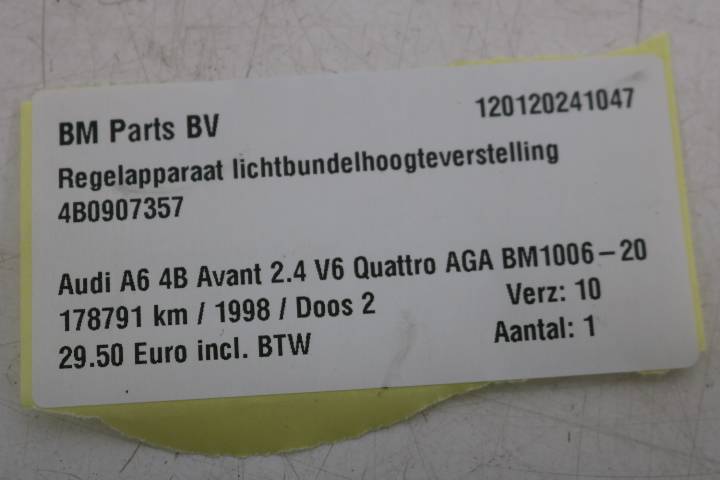 BM Parts BV 120120241047
Regelapparaat lichtbundelhoogteverstelling
4B0907357
Audi A6 4B Avant 2.4 V6 Quattro AGA BM1006-20
178791 km / 1998 / Doos 2 Verz: 10
29.50 Euro incl. BTW Aantal: 1